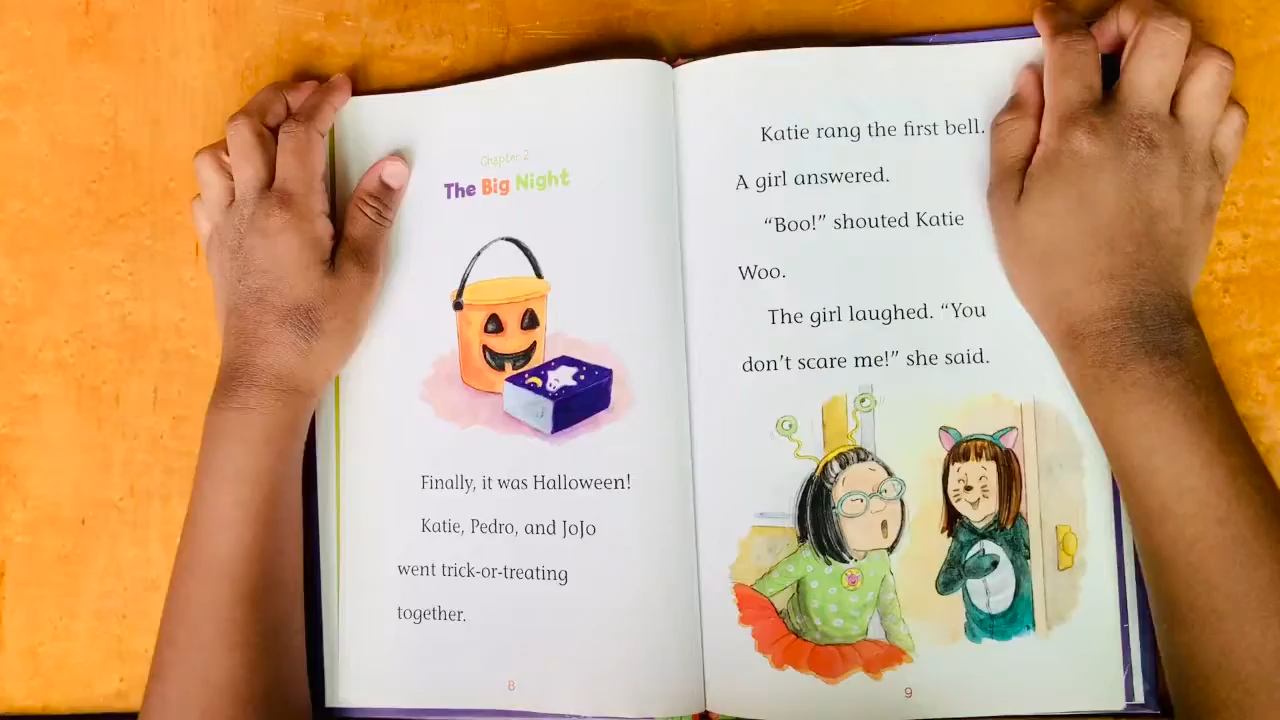 Chapter 2
The Big Night
Finally, it was Halloween!
Katie, Pedro, and JoJo
went trick-or-treating
together.
8
Katie rang the first bell.
A girl answered.
“Boo!” shouted Katie
Woo.
The girl laughed. “You
don’t scare me!” she said.
9